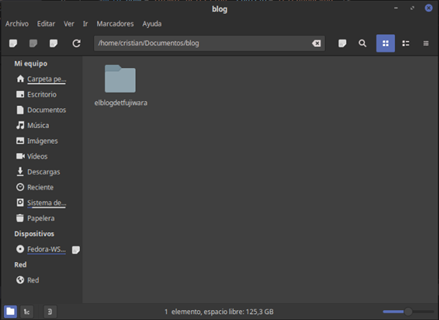 blog
Archivo Editar Ver Ir Marcadores Ayuda
/home/cristian/Documentos/blog
Mi equipo
Carpeta pe...
Escritorio
Documentos
Música
Imágenes
Vídeos
Descargas
Reciente
Sistema de...
Papelera
Dispositivos
Fedora-WS...
Red
Red
elblogdetfujiwara
1 elemento, espacio libre: 125,3 GB